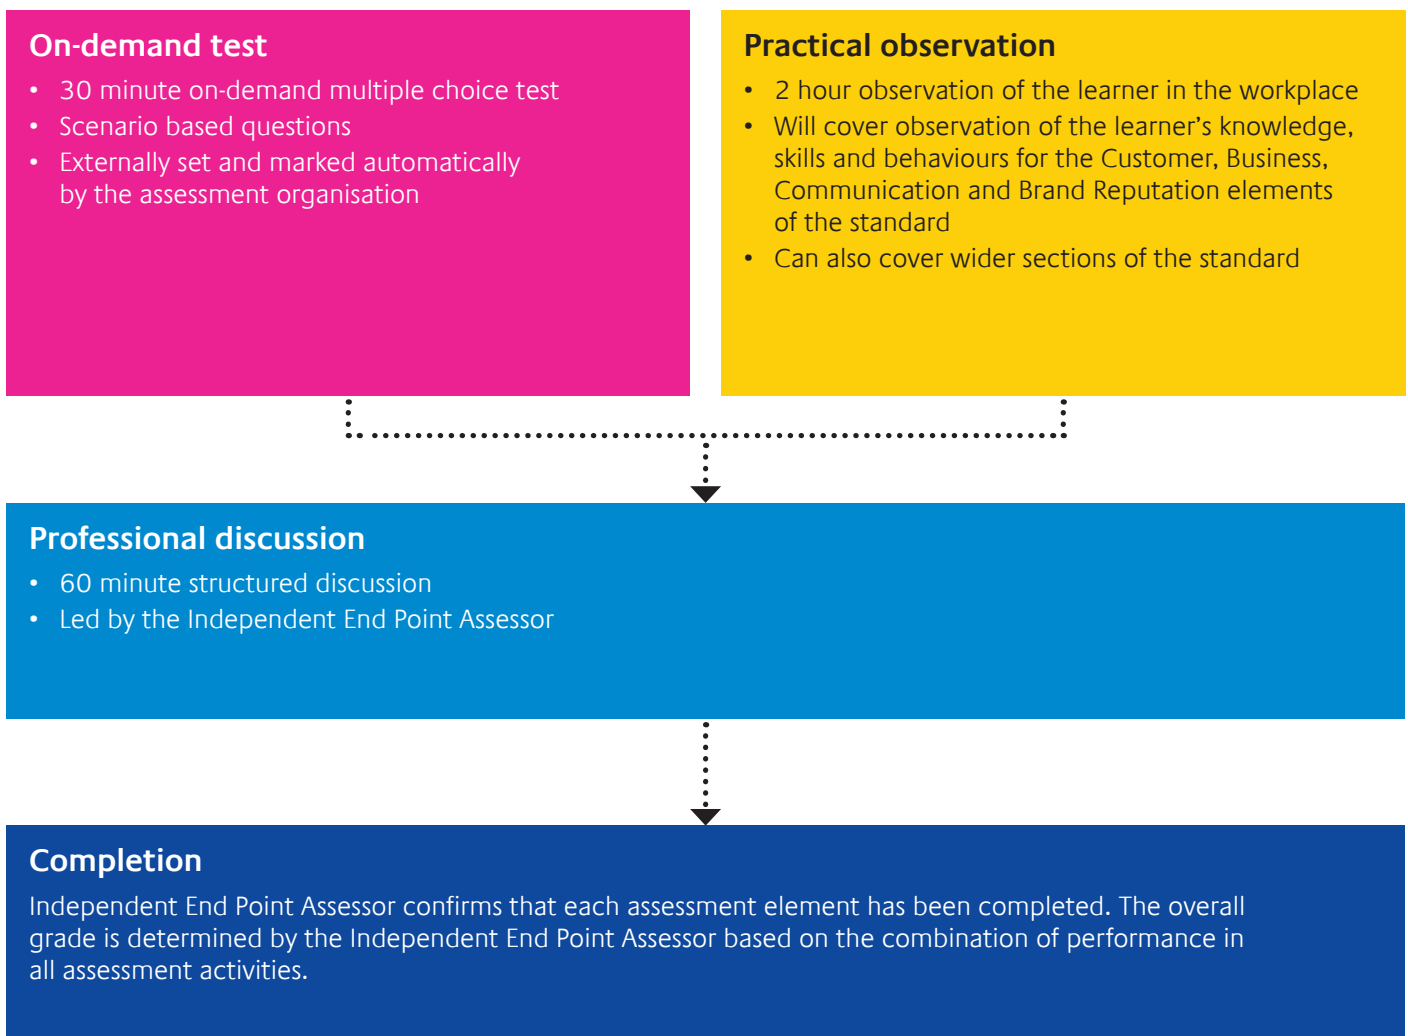 On-demand test
• 30 minute on-demand multiple choice test
• Scenario based questions
• Externally set and marked automatically
by the assessment organisation
Practical observation
• 2 hour observation of the learner in the workplace
• Will cover observation of the learner’s knowledge,
skills and behaviours for the Customer, Business,
Communication and Brand Reputation elements
of the standard
• Can also cover wider sections of the standard
Professional discussion
• 60 minute structured discussion
• Led by the Independent End Point Assessor
Completion
Independent End Point Assessor confirms that each assessment element has been completed. The overall
grade is determined by the Independent End Point Assessor based on the combination of performance in
all assessment activities.